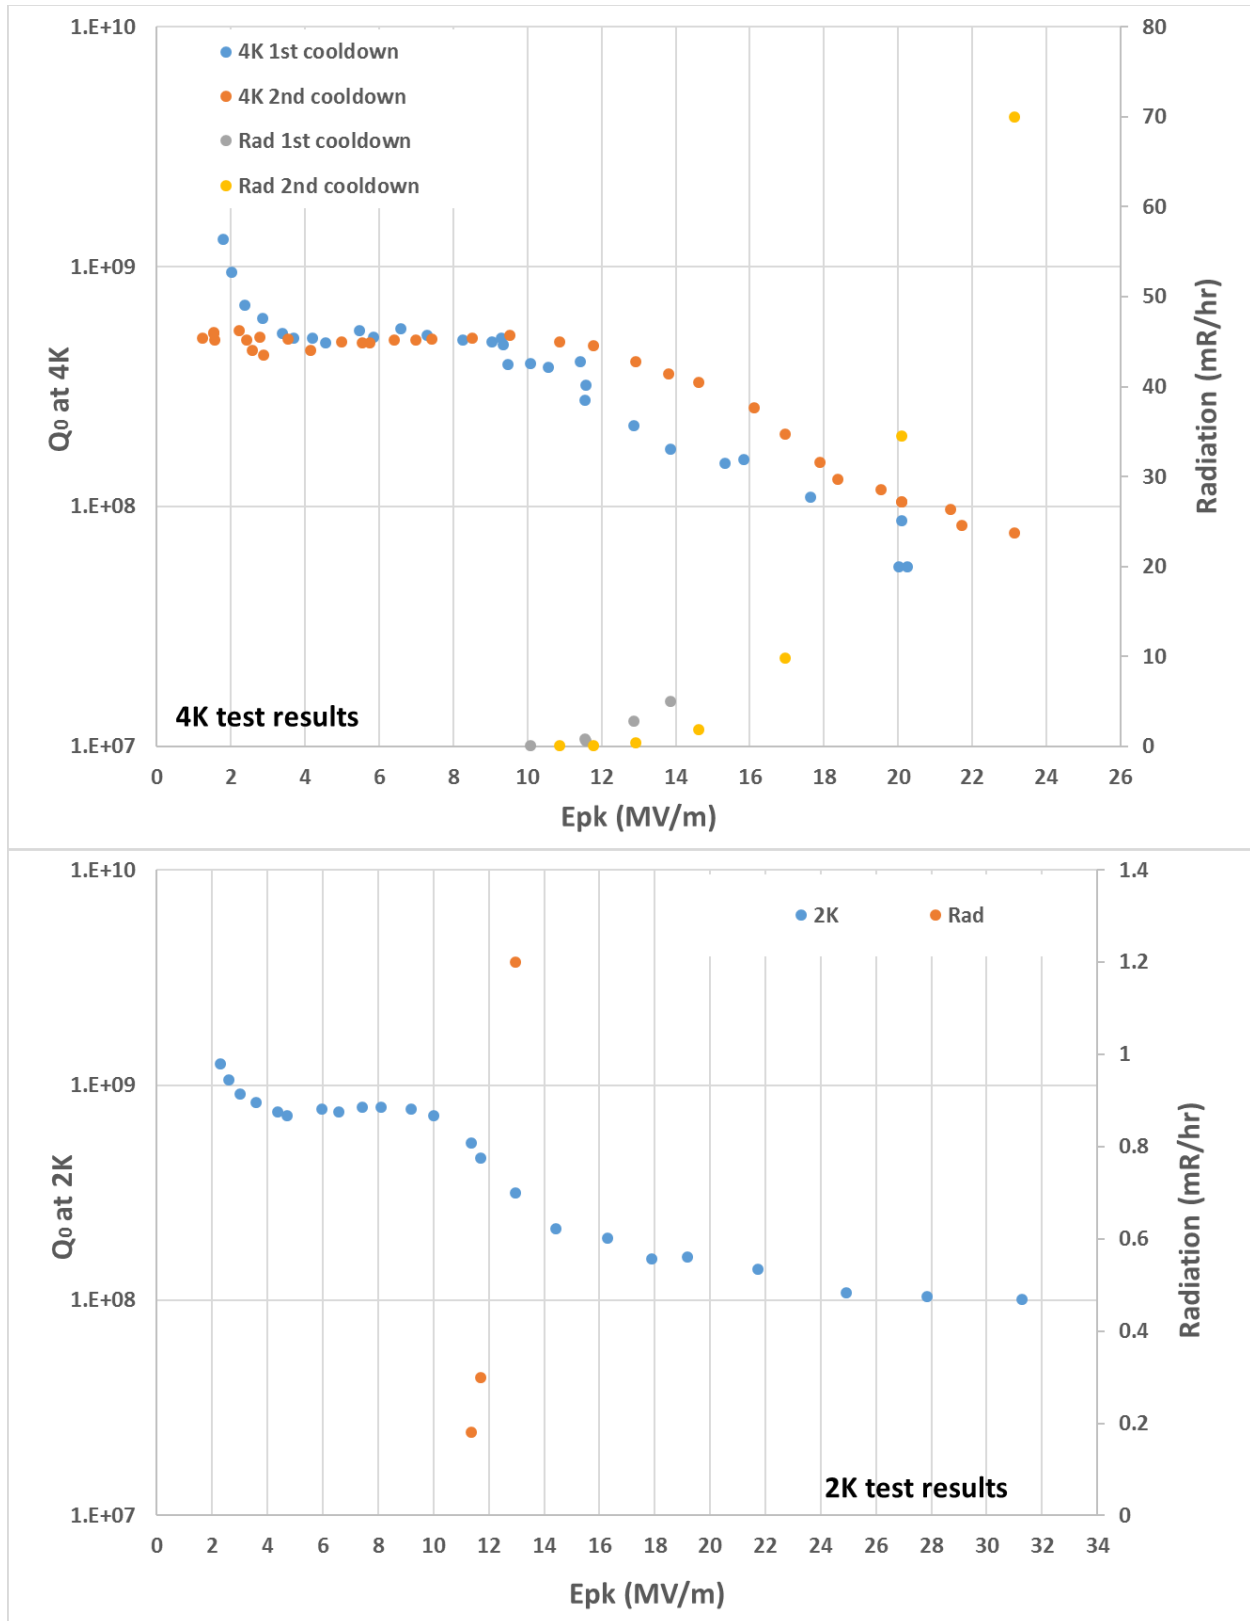 1.E+10
1.E+09
1.E+08
1.E+07
Q₀ at 4K
4K 1st cooldown
4K 2nd cooldown
Rad 1st cooldown
Rad 2nd cooldown
80
70
60
50
40
30
20
10
0
Radiation (mR/hr)
4K test results
0 2 4 6 8 10 12 14 16 18 20 22 24 26
Epk (MV/m)
1.E+10
1.E+09
1.E+08
1.E+07
Q₀ at 2K
2K Rad
1.4
1.2
1
0.8
0.6
0.4
0.2
0
Radiation (mR/hr)
2K test results
0 2 4 6 8 10 12 14 16 18 20 22 24 26 28 30 32 34
Epk (MV/m)